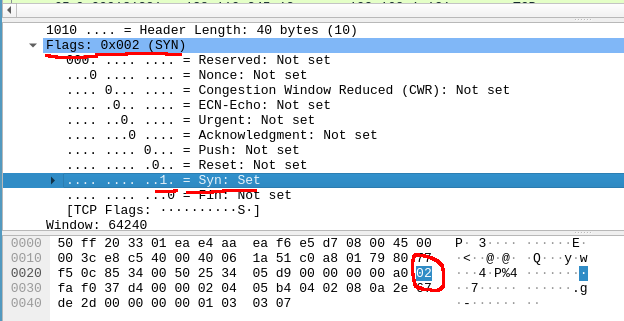 1010 .... = Header Length: 40 bytes (10)
Flags: 0x002 (SYN)
000. .... .... = Reserved: Not set
...0 .... .... = Nonce: Not set
.... 0... .... = Congestion Window Reduced (CWR): Not set
.... .0.. .... = ECN-Echo: Not set
.... ..0. .... = Urgent: Not set
.... ...0 .... = Acknowledgment: Not set
.... .... 0... = Push: Not set
.... .... .0.. = Reset: Not set
.... .... ..1. = Syn: Set
.... .... ...0 = Fin: Not set
[TCP Flags: ··········S·]
Window: 64240
0000 50 ff 20 33 01 ea e4 aa ea f6 e5 d7 08 00 45 00 P· 3···· ······E·
0010 00 3c e8 c5 40 00 40 06 1a 51 c0 a8 01 79 80 77 ·<··@·@· ·Q···y·w
0020 f5 0c 85 34 00 50 25 34 05 d9 00 00 00 00 a0 02 ···4·P%4 ········
0030 fa f0 37 d4 00 00 02 04 05 b4 04 02 08 0a 2e 67 ··7····· ······.g
0040 de 2d 00 00 00 00 01 03 03 07 ·-······ ··